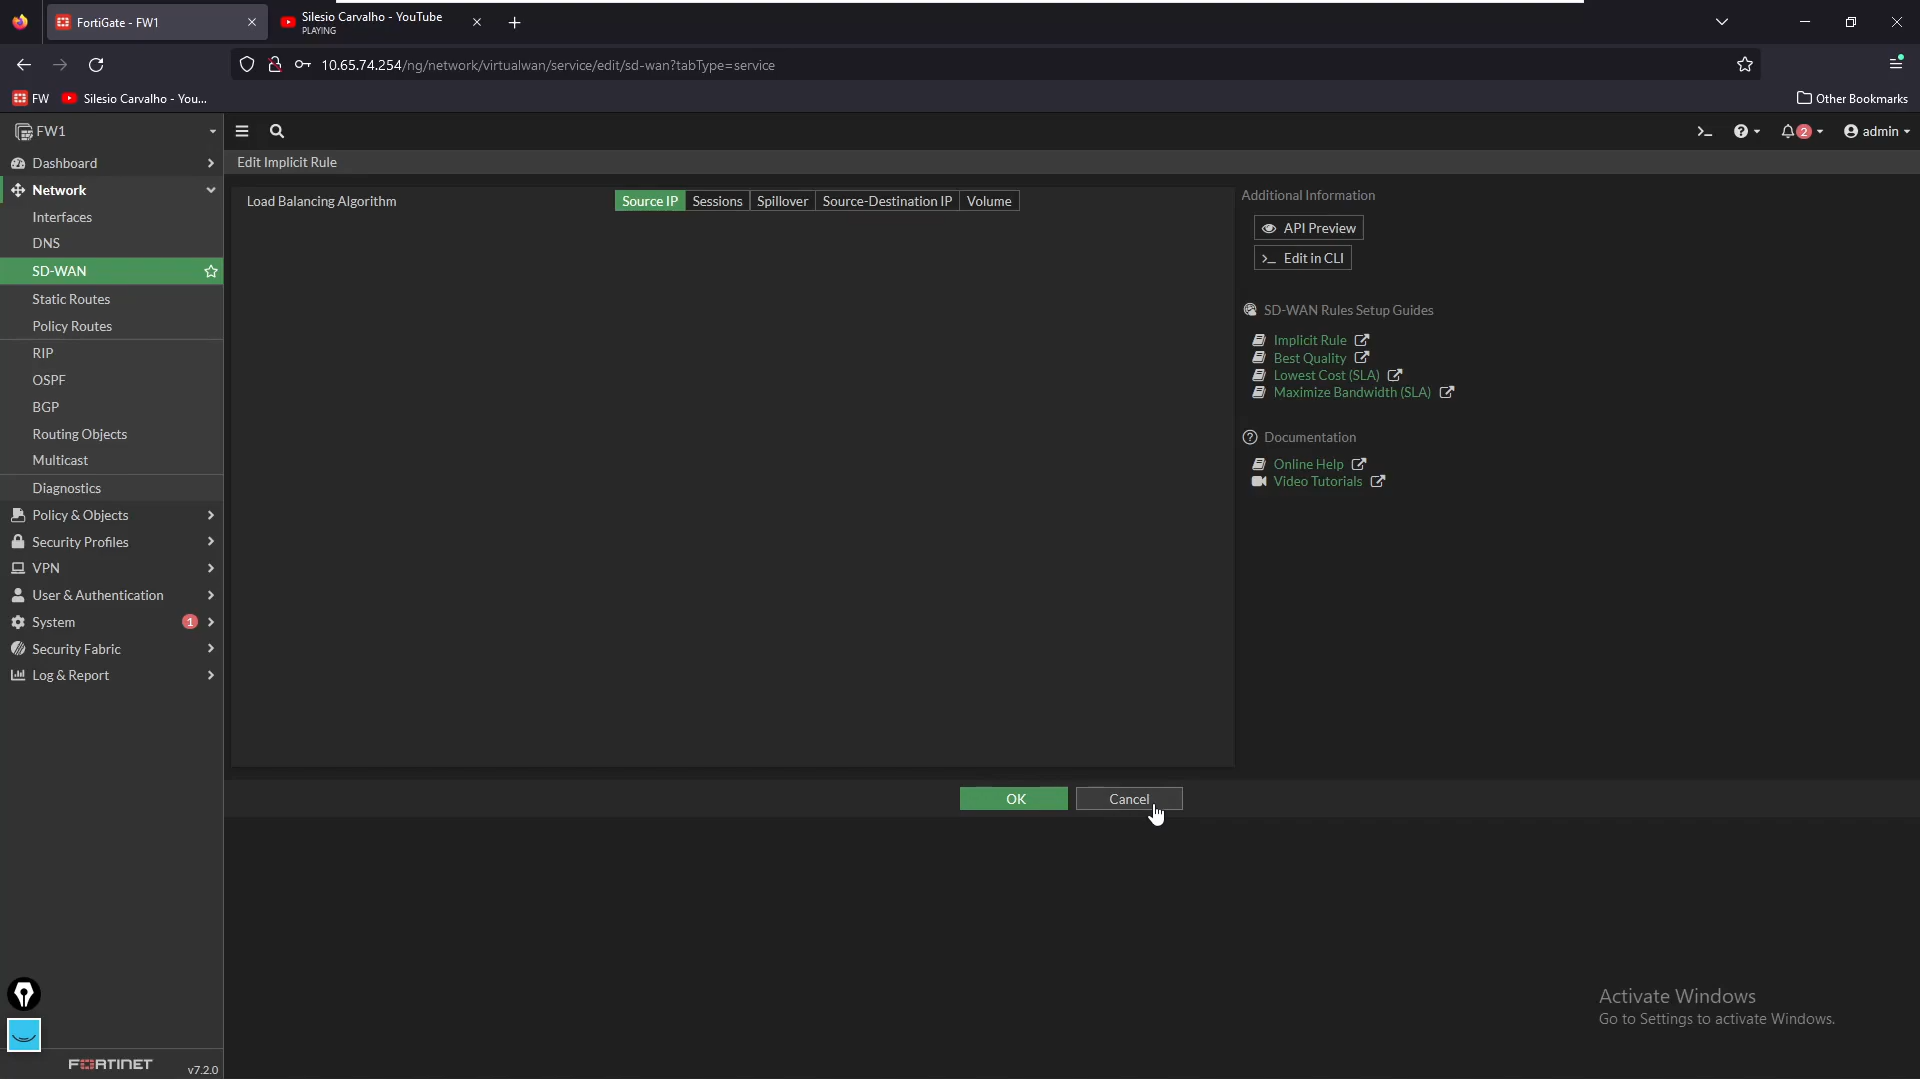 FortiGate - FW1
Silesio Carvalho - YouTube
PLAYING
10.65.74.254/ng/network/virtualwan/service/edit/sd-wan?tabType=service
FW
Silesio Carvalho - You...
Other Bookmarks
FW1
2
admin
Dashboard
Edit Implicit Rule
Network
Interfaces
DNS
SD-WAN
Static Routes
Policy Routes
RIP
OSPF
BGP
Routing Objects
Multicast
Diagnostics
Policy & Objects
Security Profiles
VPN
User & Authentication
System 1
Security Fabric
Log & Report
Load Balancing Algorithm
Source IP Sessions Spillover Source-Destination IP Volume
Additional Information
API Preview
>_ Edit in CLI
SD-WAN Rules Setup Guides
Implicit Rule
Best Quality
Lowest Cost (SLA)
Maximize Bandwidth (SLA)
Documentation
Online Help
Video Tutorials
OK Cancel
Activate Windows
Go to Settings to activate Windows.
FORTINET v7.2.0